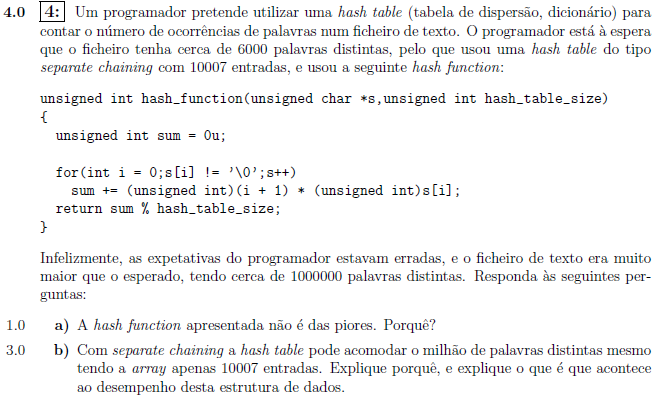 4.0 4: Um programador pretende utilizar uma hash table (tabela de dispersão, dicionário) para
contar o número de ocorrências de palavras num ficheiro de texto. O programador está à espera
que o ficheiro tenha cerca de 6000 palavras distintas, pelo que usou uma hash table do tipo
separate chaining com 10007 entradas, e usou a seguinte hash function:
unsigned int hash_function(unsigned char *s,unsigned int hash_table_size)
{
unsigned int sum = 0u;
for(int i = 0;s[i] != '\0';s++)
sum += (unsigned int)(i + 1) * (unsigned int)s[i];
return sum % hash_table_size;
}
Infelizmente, as expetativas do programador estavam erradas, e o ficheiro de texto era muito
maior que o esperado, tendo cerca de 1000000 palavras distintas. Responda às seguintes per-
guntas:
1.0 a) A hash function apresentada não é das piores. Porquê?
3.0 b) Com separate chaining a hash table pode acomodar o milhão de palavras distintas mesmo
tendo a array apenas 10007 entradas. Explique porquê, e explique o que é que acontece
ao desempenho desta estrutura de dados.